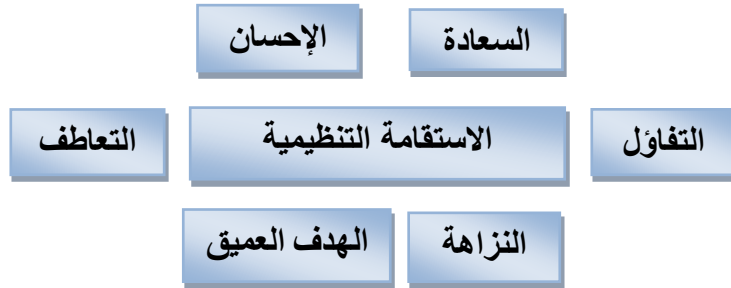 السعادة
الإحسان
التفاؤل
الاستقامة التنظيمية
التعاطف
النزاهة
الهدف العميق